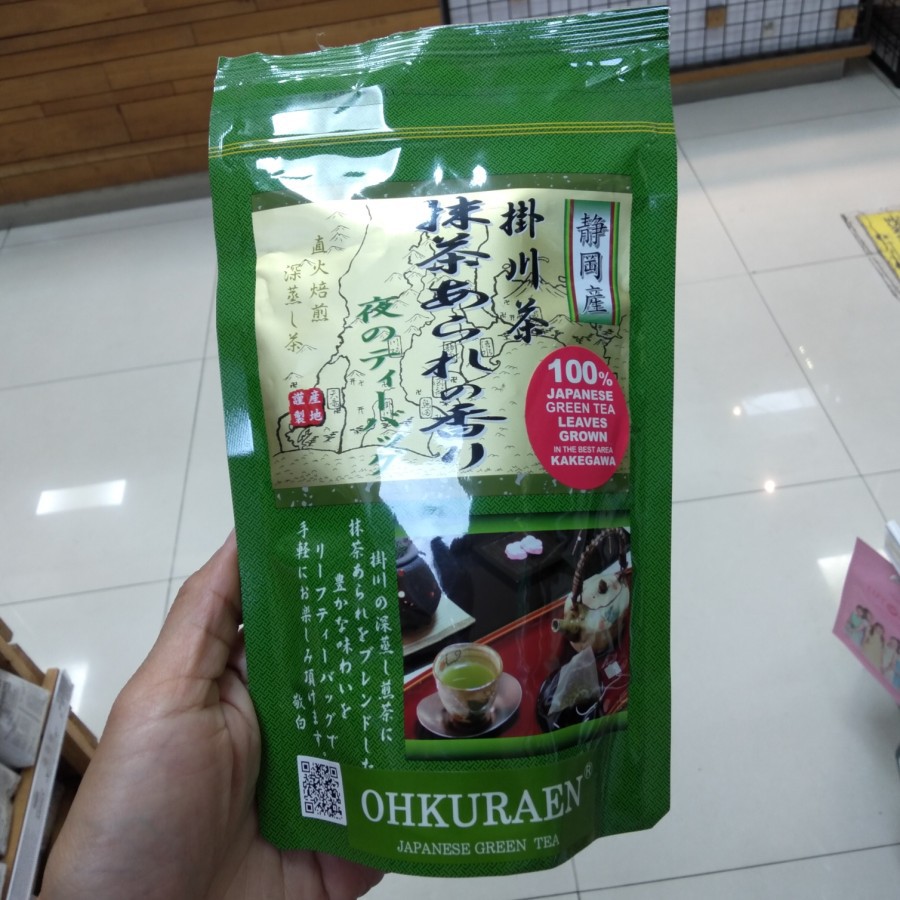 静岡産
掛川茶
抹茶あられの香り
夜のティーバッグ
直火焙煎
深蒸し茶
産地
謹製
100%
JAPANESE
GREEN TEA
LEAVES
GROWN
IN THE BEST AREA
KAKEGAWA
掛川の深蒸し煎茶に
抹茶あられをブレンドした
豊かな味わいを
リーフティーバッグで
手軽にお楽しみ頂けます。
敬白
OHKURAEN®
JAPANESE GREEN TEA